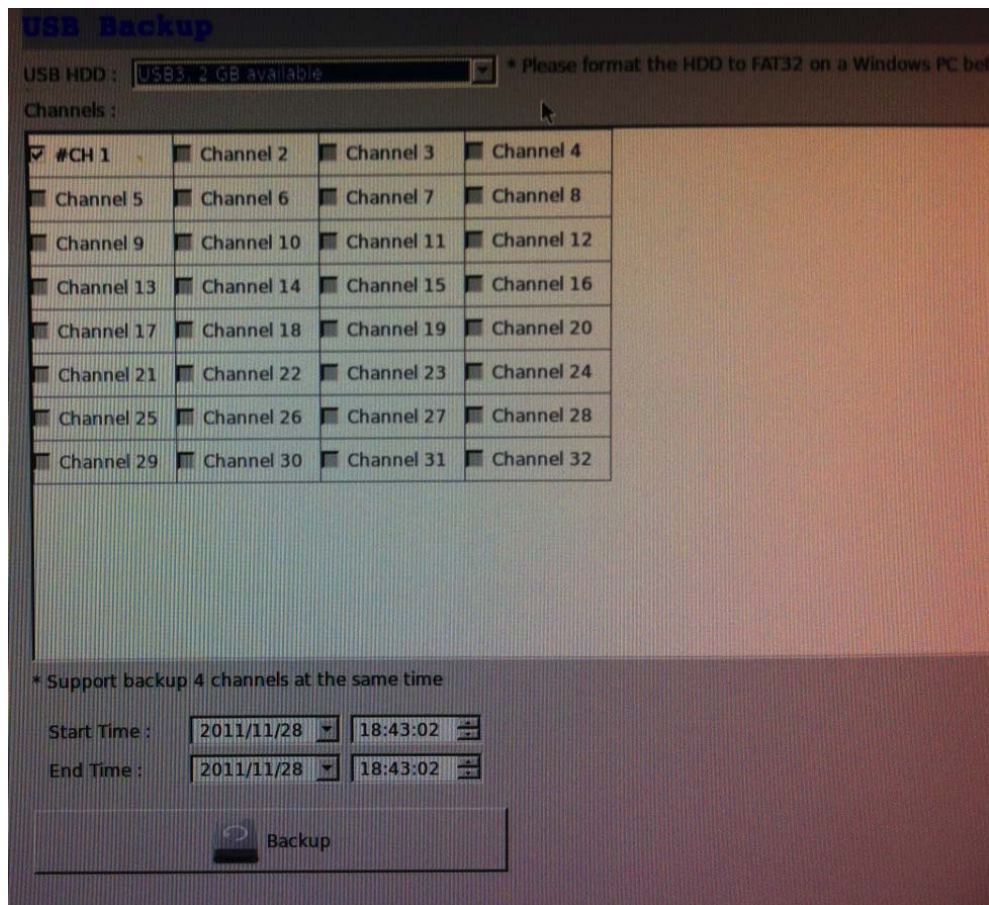 USB Backup
USB HDD : USB3, 2 GB available * Please format the HDD to FAT32 on a Windows PC
Channels :
#CH 1 Channel 2 Channel 3 Channel 4
Channel 5 Channel 6 Channel 7 Channel 8
Channel 9 Channel 10 Channel 11 Channel 12
Channel 13 Channel 14 Channel 15 Channel 16
Channel 17 Channel 18 Channel 19 Channel 20
Channel 21 Channel 22 Channel 23 Channel 24
Channel 25 Channel 26 Channel 27 Channel 28
Channel 29 Channel 30 Channel 31 Channel 32
* Support backup 4 channels at the same time
Start Time : 2011/11/28 18:43:02
End Time : 2011/11/28 18:43:02
Backup